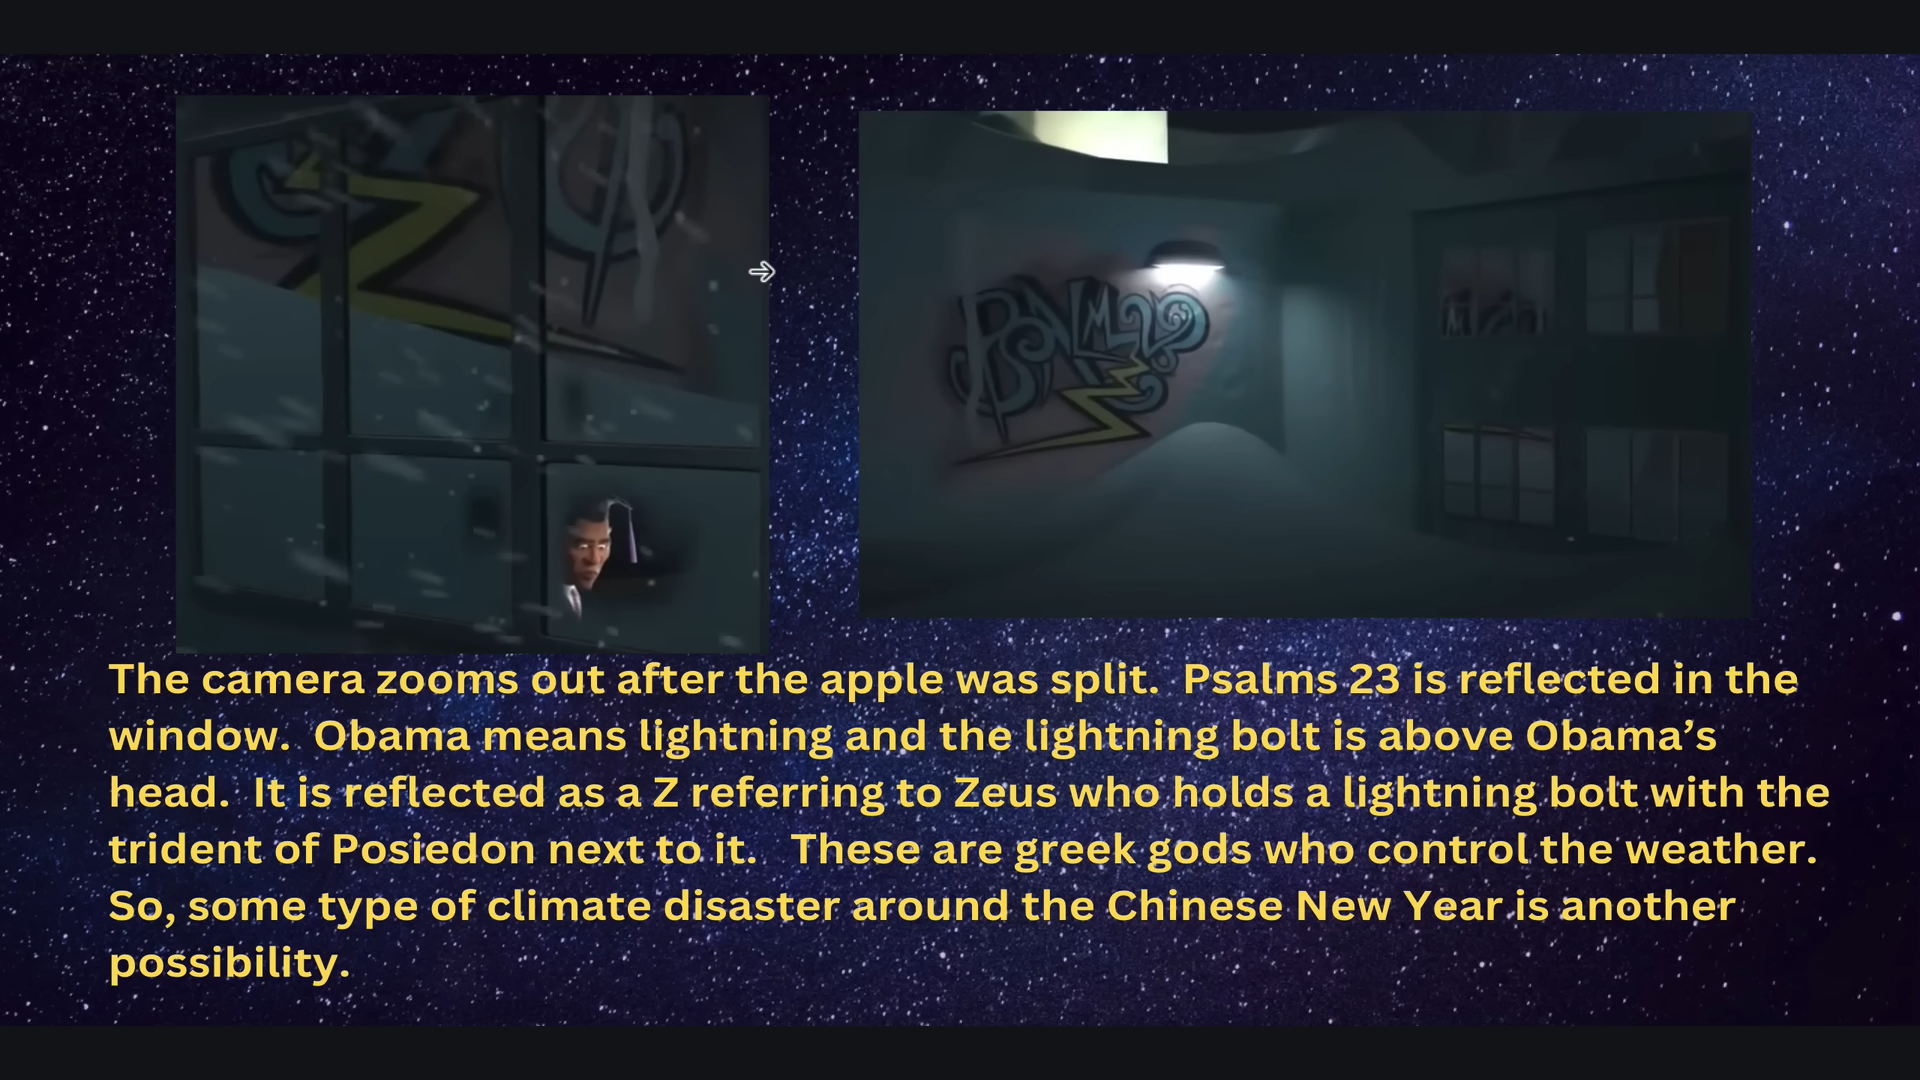 PSALM23
The camera zooms out after the apple was split.  Psalms 23 is reflected in the
window.  Obama means lightning and the lightning bolt is above Obama’s
head.  It is reflected as a Z referring to Zeus who holds a lightning bolt with the
trident of Posiedon next to it.   These are greek gods who control the weather.
So, some type of climate disaster around the Chinese New Year is another
possibility.